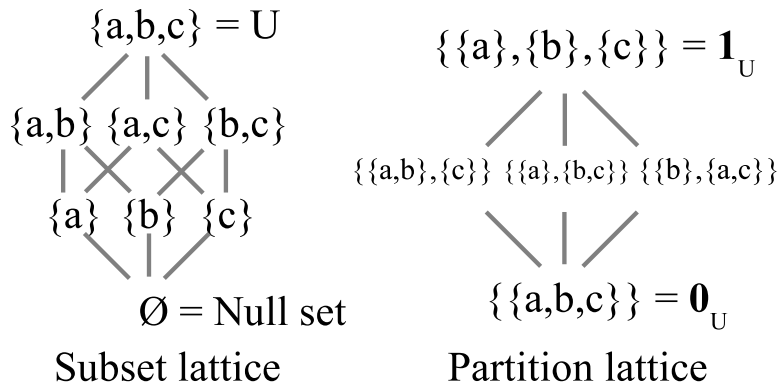 {a,b,c} = U
{a,b} {a,c} {b,c}
{a} {b} {c}
Ø = Null set
Subset lattice
{{a},{b},{c}} = 1U
{{a,b},{c}} {{a},{b,c}} {{b},{a,c}}
{{a,b,c}} = 0U
Partition lattice